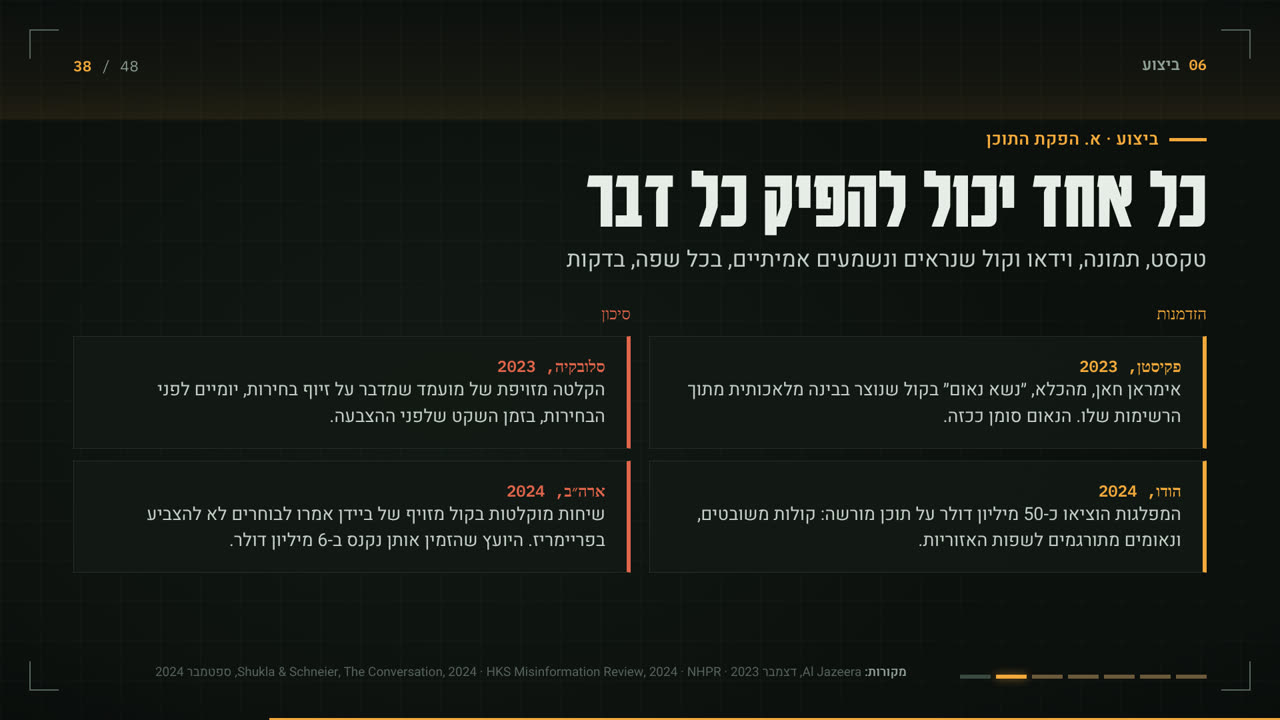 06 ביצוע
38 / 48
ביצוע · א. הפקת התוכן
כל אחד יכול להפיק כל דבר
טקסט, תמונה, וידאו וקול שנראים ונשמעים אמיתיים, בכל שפה, בדקות
הזדמנות
פקיסטן, 2023
אימראן חאן, מהכלא, "נשא נאום" בקול שנוצר בבינה מלאכותית מתוך
הרשימות שלו. הנאום סומן ככזה.
הודו, 2024
המפלגות הוציאו כ-50 מיליון דולר על תוכן מורשה: קולות משובטים,
ונאומים מתורגמים לשפות האזוריות.
סיכון
סלובקיה, 2023
הקלטה מזויפת של מועמד שמדבר על זיוף בחירות, יומיים לפני
הבחירות, בזמן השקט שלפני ההצבעה.
ארה״ב, 2024
שיחות מוקלטות בקול מזויף של ביידן אמרו לבוחרים לא להצביע
בפריימריז. היועץ שהזמין אותן נקנס ב-6 מיליון דולר.
מקורות: Al Jazeera, דצמבר 2023 · Shukla & Schneier, The Conversation, 2024 · HKS Misinformation Review, 2024 · NHPR, ספטמבר 2024